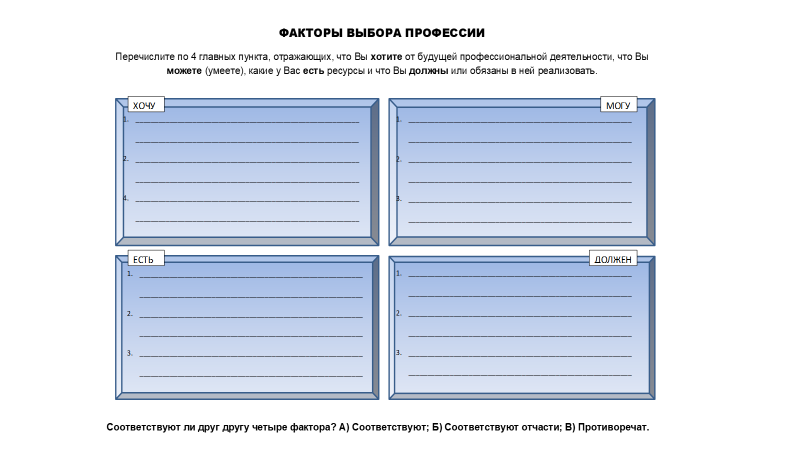 ФАКТОРЫ ВЫБОРА ПРОФЕССИИ
Перечислите по 4 главных пункта, отражающих, что Вы хотите от будущей профессиональной деятельности, что Вы
можете (умеете), какие у Вас есть ресурсы и что Вы должны или обязаны в ней реализовать.
ХОЧУ
1.
2.
4.
МОГУ
1.
2.
3.
ЕСТЬ
1.
2.
3.
ДОЛЖЕН
1.
2.
3.
Соответствуют ли друг другу четыре фактора? А) Соответствуют; Б) Соответствуют отчасти; В) Противоречат.